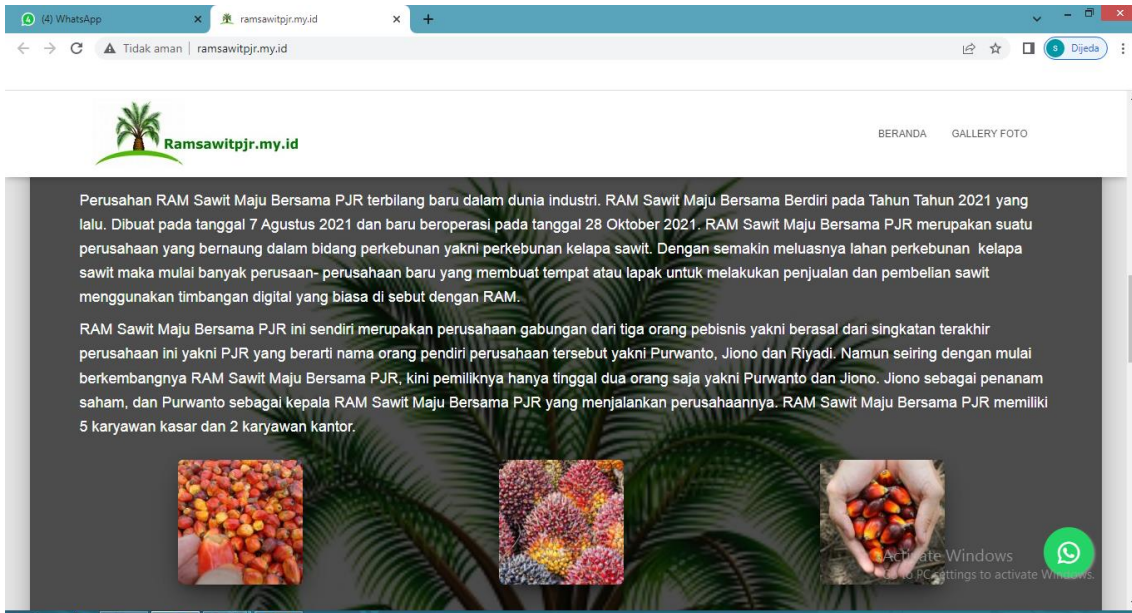 (4) WhatsApp
ramsawitpjr.my.id
Tidak aman
ramsawitpjr.my.id
S
Dijeda
Ramsawitpjr.my.id
BERANDA
GALLERY FOTO
Perusahan RAM Sawit Maju Bersama PJR terbilang baru dalam dunia industri. RAM Sawit Maju Bersama Berdiri pada Tahun Tahun 2021 yang
lalu. Dibuat pada tanggal 7 Agustus 2021 dan baru beroperasi pada tanggal 28 Oktober 2021. RAM Sawit Maju Bersama PJR merupakan suatu
perusahaan yang bernaung dalam bidang perkebunan yakni perkebunan kelapa sawit. Dengan semakin meluasnya lahan perkebunan kelapa
sawit maka mulai banyak perusaan- perusahaan baru yang membuat tempat atau lapak untuk melakukan penjualan dan pembelian sawit
menggunakan timbangan digital yang biasa di sebut dengan RAM.
RAM Sawit Maju Bersama PJR ini sendiri merupakan perusahaan gabungan dari tiga orang pebisnis yakni berasal dari singkatan terakhir
perusahaan ini yakni PJR yang berarti nama orang pendiri perusahaan tersebut yakni Purwanto, Jiono dan Riyadi. Namun seiring dengan mulai
berkembangnya RAM Sawit Maju Bersama PJR, kini pemiliknya hanya tinggal dua orang saja yakni Purwanto dan Jiono. Jiono sebagai penanam
saham, dan Purwanto sebagai kepala RAM Sawit Maju Bersama PJR yang menjalankan perusahaannya. RAM Sawit Maju Bersama PJR memiliki
5 karyawan kasar dan 2 karyawan kantor.
Activate Windows
to PC settings to activate Windows.